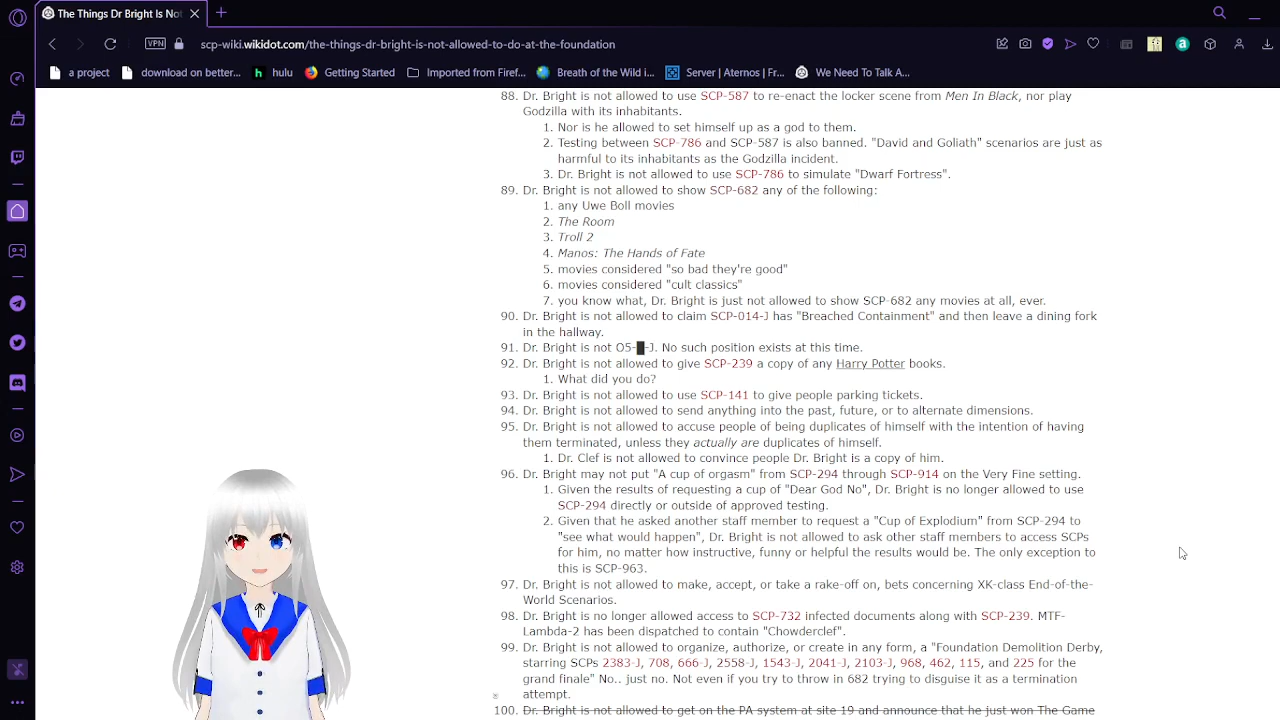 The Things Dr Bright Is Not
VPN
scp-wiki.wikidot.com/the-things-dr-bright-is-not-allowed-to-do-at-the-foundation
a project
download on better...
h
hulu
Getting Started
Imported from Firef...
Breath of the Wild i...
Server | Aternos | Fr...
We Need To Talk A...
a
88. Dr. Bright is not allowed to use SCP-587 to re-enact the locker scene from Men In Black, nor play
Godzilla with its inhabitants.
1. Nor is he allowed to set himself up as a god to them.
2. Testing between SCP-786 and SCP-587 is also banned. "David and Goliath" scenarios are just as
harmful to its inhabitants as the Godzilla incident.
3. Dr. Bright is not allowed to use SCP-786 to simulate "Dwarf Fortress".
89. Dr. Bright is not allowed to show SCP-682 any of the following:
1. any Uwe Boll movies
2. The Room
3. Troll 2
4. Manos: The Hands of Fate
5. movies considered "so bad they're good"
6. movies considered "cult classics"
7. you know what, Dr. Bright is just not allowed to show SCP-682 any movies at all, ever.
90. Dr. Bright is not allowed to claim SCP-014-J has "Breached Containment" and then leave a dining fork
in the hallway.
91. Dr. Bright is not O5-█-J. No such position exists at this time.
92. Dr. Bright is not allowed to give SCP-239 a copy of any Harry Potter books.
1. What did you do?
93. Dr. Bright is not allowed to use SCP-141 to give people parking tickets.
94. Dr. Bright is not allowed to send anything into the past, future, or to alternate dimensions.
95. Dr. Bright is not allowed to accuse people of being duplicates of himself with the intention of having
them terminated, unless they actually are duplicates of himself.
1. Dr. Clef is not allowed to convince people Dr. Bright is a copy of him.
96. Dr. Bright may not put "A cup of orgasm" from SCP-294 through SCP-914 on the Very Fine setting.
1. Given the results of requesting a cup of "Dear God No", Dr. Bright is no longer allowed to use
SCP-294 directly or outside of approved testing.
2. Given that he asked another staff member to request a "Cup of Explodium" from SCP-294 to
"see what would happen", Dr. Bright is not allowed to ask other staff members to access SCPs
for him, no matter how instructive, funny or helpful the results would be. The only exception to
this is SCP-963.
97. Dr. Bright is not allowed to make, accept, or take a rake-off on, bets concerning XK-class End-of-the-
World Scenarios.
98. Dr. Bright is no longer allowed access to SCP-732 infected documents along with SCP-239. MTF-
Lambda-2 has been dispatched to contain "Chowderclef".
99. Dr. Bright is not allowed to organize, authorize, or create in any form, a "Foundation Demolition Derby,
starring SCPs 2383-J, 708, 666-J, 2558-J, 1543-J, 2041-J, 2103-J, 968, 462, 115, and 225 for the
grand finale" No.. just no. Not even if you try to throw in 682 trying to disguise it as a termination
attempt.
100. Dr. Bright is not allowed to get on the PA system at site 19 and announce that he just won The Game